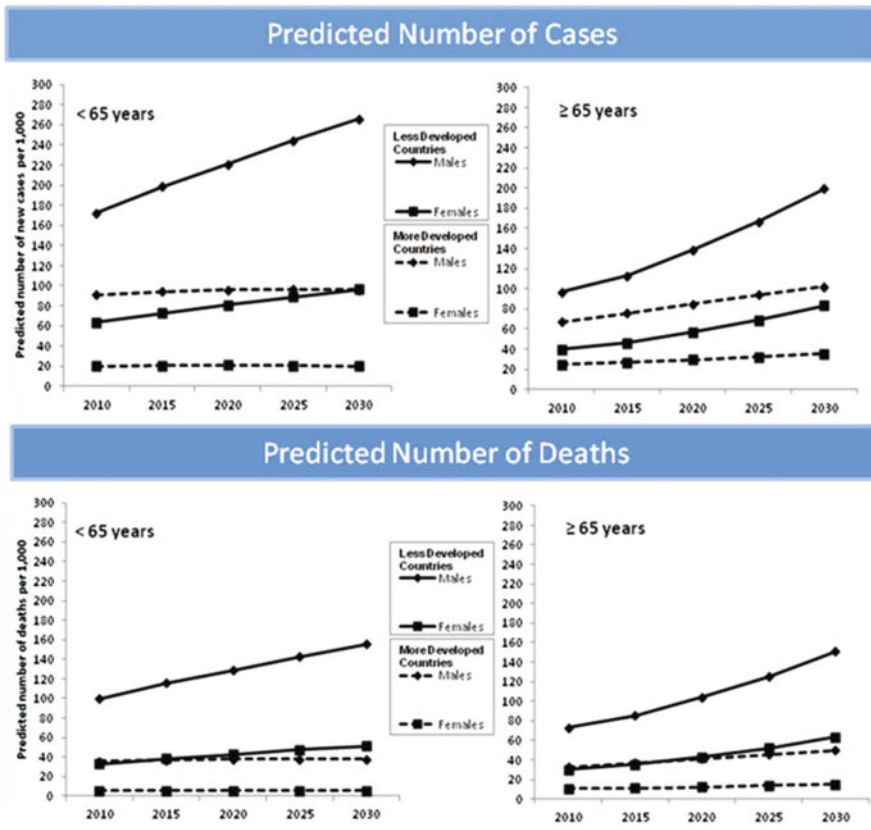 Predicted Number of Cases
Predicted number of new cases per 1,000
300
280
260
240
220
200
180
160
140
120
100
80
60
40
20
0
< 65 years
2010 2015 2020 2025 2030
Less Developed
Countries
Males
Females
More Developed
Countries
Males
Females
300
280
260
240
220
200
180
160
140
120
100
80
60
40
20
0
≥ 65 years
2010 2015 2020 2025 2030
Predicted Number of Deaths
Predicted number of deaths per 1,000
300
280
260
240
220
200
180
160
140
120
100
80
60
40
20
0
< 65 years
2010 2015 2020 2025 2030
Less Developed
Countries
Males
Females
More Developed
Countries
Males
Females
300
280
260
240
220
200
180
160
140
120
100
80
60
40
20
0
≥ 65 years
2010 2015 2020 2025 2030